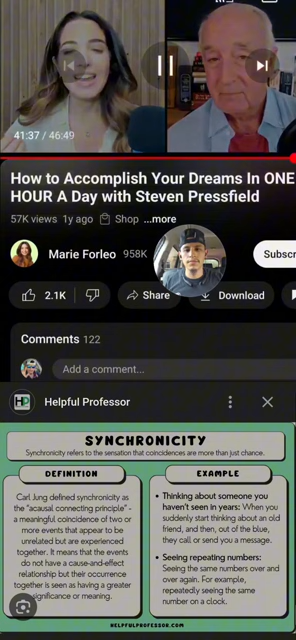 41:37 / 46:49
How to Accomplish Your Dreams In ONE
HOUR A Day with Steven Pressfield
57K views 1y ago Shop ...more
Marie Forleo 958K
Subscr
2.1K Share Download
Comments 122
Add a comment...
Helpful Professor
SYNCHRONICITY
Synchronicity refers to the sensation that coincidences are more than just chance.
DEFINITION
Carl Jung defined synchronicity as
the "acausal connecting principle" -
a meaningful coincidence of two or
more events that appear to be
unrelated but are experienced
together. It means that the events
do not have a cause-and-effect
relationship but their occurrence
together is seen as having a greater
significance or meaning.
EXAMPLE
• Thinking about someone you
haven't seen in years: When you
suddenly start thinking about an old
friend, and then, out of the blue,
they call or send you a message.
• Seeing repeating numbers:
Seeing the same numbers over and
over again. For example,
repeatedly seeing the same
number on a clock.
HELPFULPROFESSOR.COM